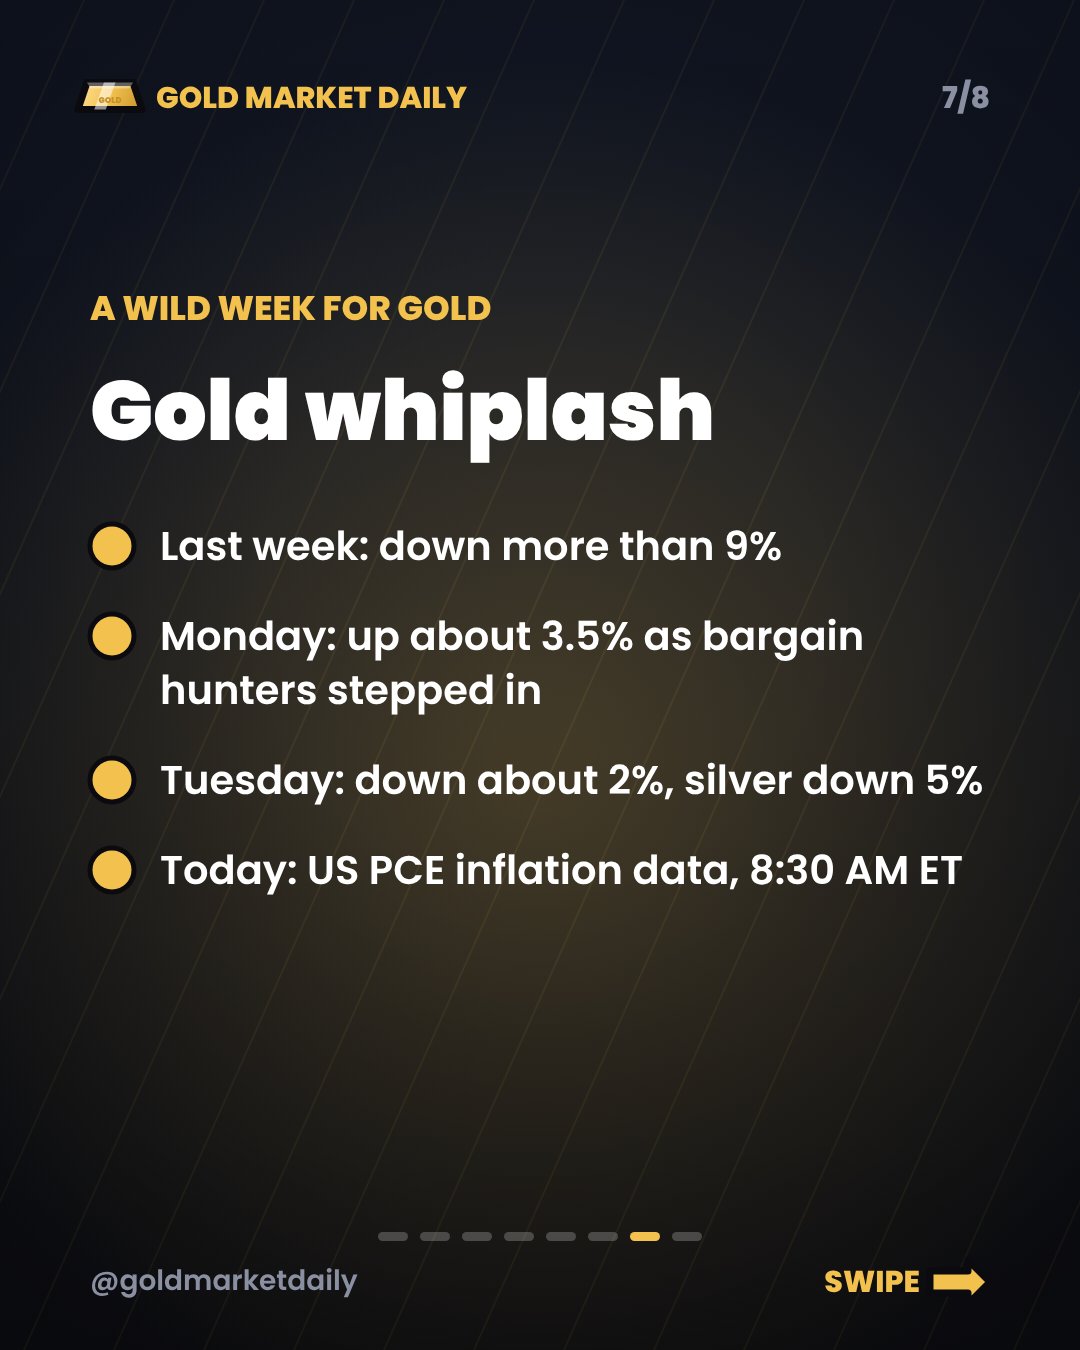 GOLD
GOLD MARKET DAILY
7/8
A WILD WEEK FOR GOLD
Gold whiplash
Last week: down more than 9%
Monday: up about 3.5% as bargain
hunters stepped in
Tuesday: down about 2%, silver down 5%
Today: US PCE inflation data, 8:30 AM ET
@goldmarketdaily
SWIPE